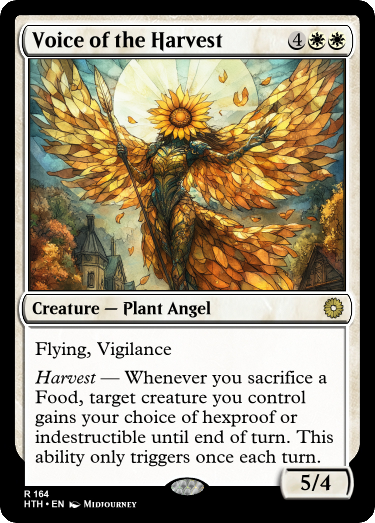 Voice of the Harvest 4
Creature — Plant Angel
Flying, Vigilance
Harvest — Whenever you sacrifice a
Food, target creature you control
gains your choice of hexproof or
indestructible until end of turn. This
ability only triggers once each turn.
R 164
HTH • EN Midjourney
5/4